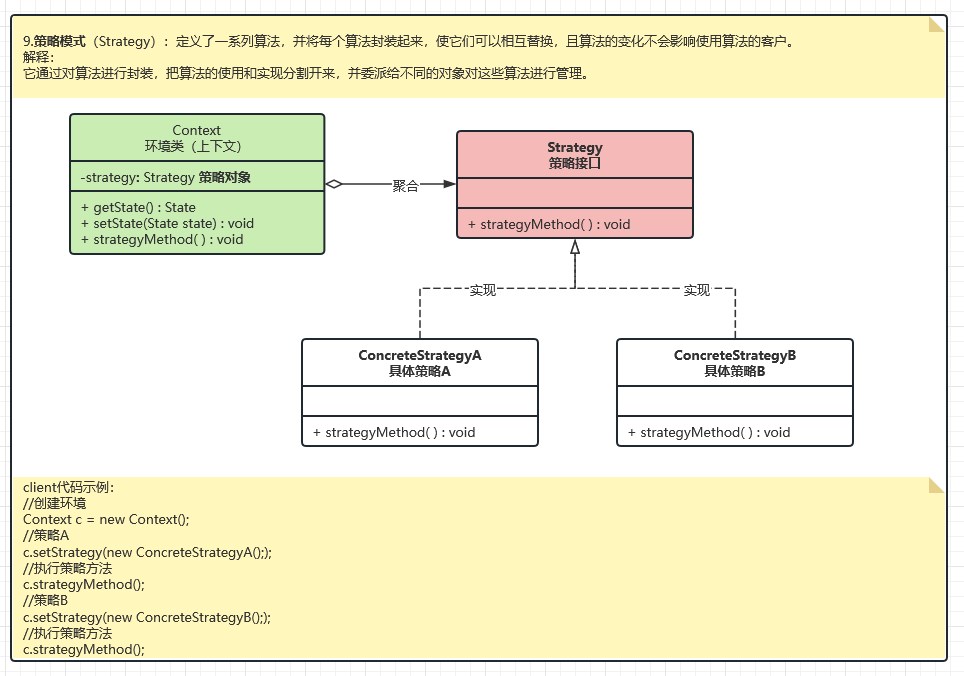 9.策略模式（Strategy）：定义了一系列算法，并将每个算法封装起来，使它们可以相互替换，且算法的变化不会影响使用算法的客户。
解释：
它通过对算法进行封装，把算法的使用和实现分割开来，并委派给不同的对象对这些算法进行管理。
Context
环境类（上下文）
-strategy: Strategy 策略对象
+ getState() : State
+ setState(State state) : void
+ strategyMethod( ) : void
聚合
Strategy
策略接口
+ strategyMethod( ) : void
实现
实现
ConcreteStrategyA
具体策略A
+ strategyMethod( ) : void
ConcreteStrategyB
具体策略B
+ strategyMethod( ) : void
client代码示例：
//创建环境
Context c = new Context();
//策略A
c.setStrategy(new ConcreteStrategyA(););
//执行策略方法
c.strategyMethod();
//策略B
c.setStrategy(new ConcreteStrategyB(););
//执行策略方法
c.strategyMethod();